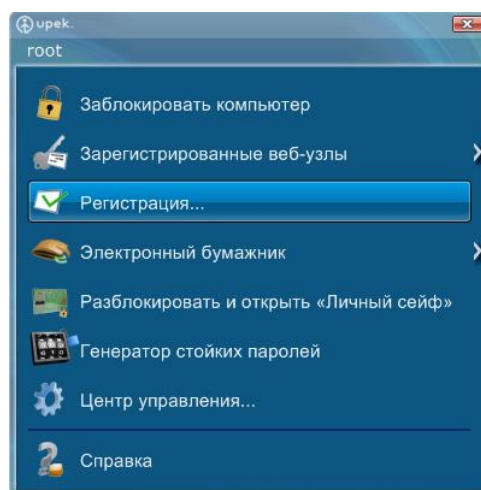 upek.
root
Заблокировать компьютер
Зарегистрированные веб-узлы
Регистрация...
Электронный бумажник
Разблокировать и открыть «Личный сейф»
Генератор стойких паролей
Центр управления...
Справка